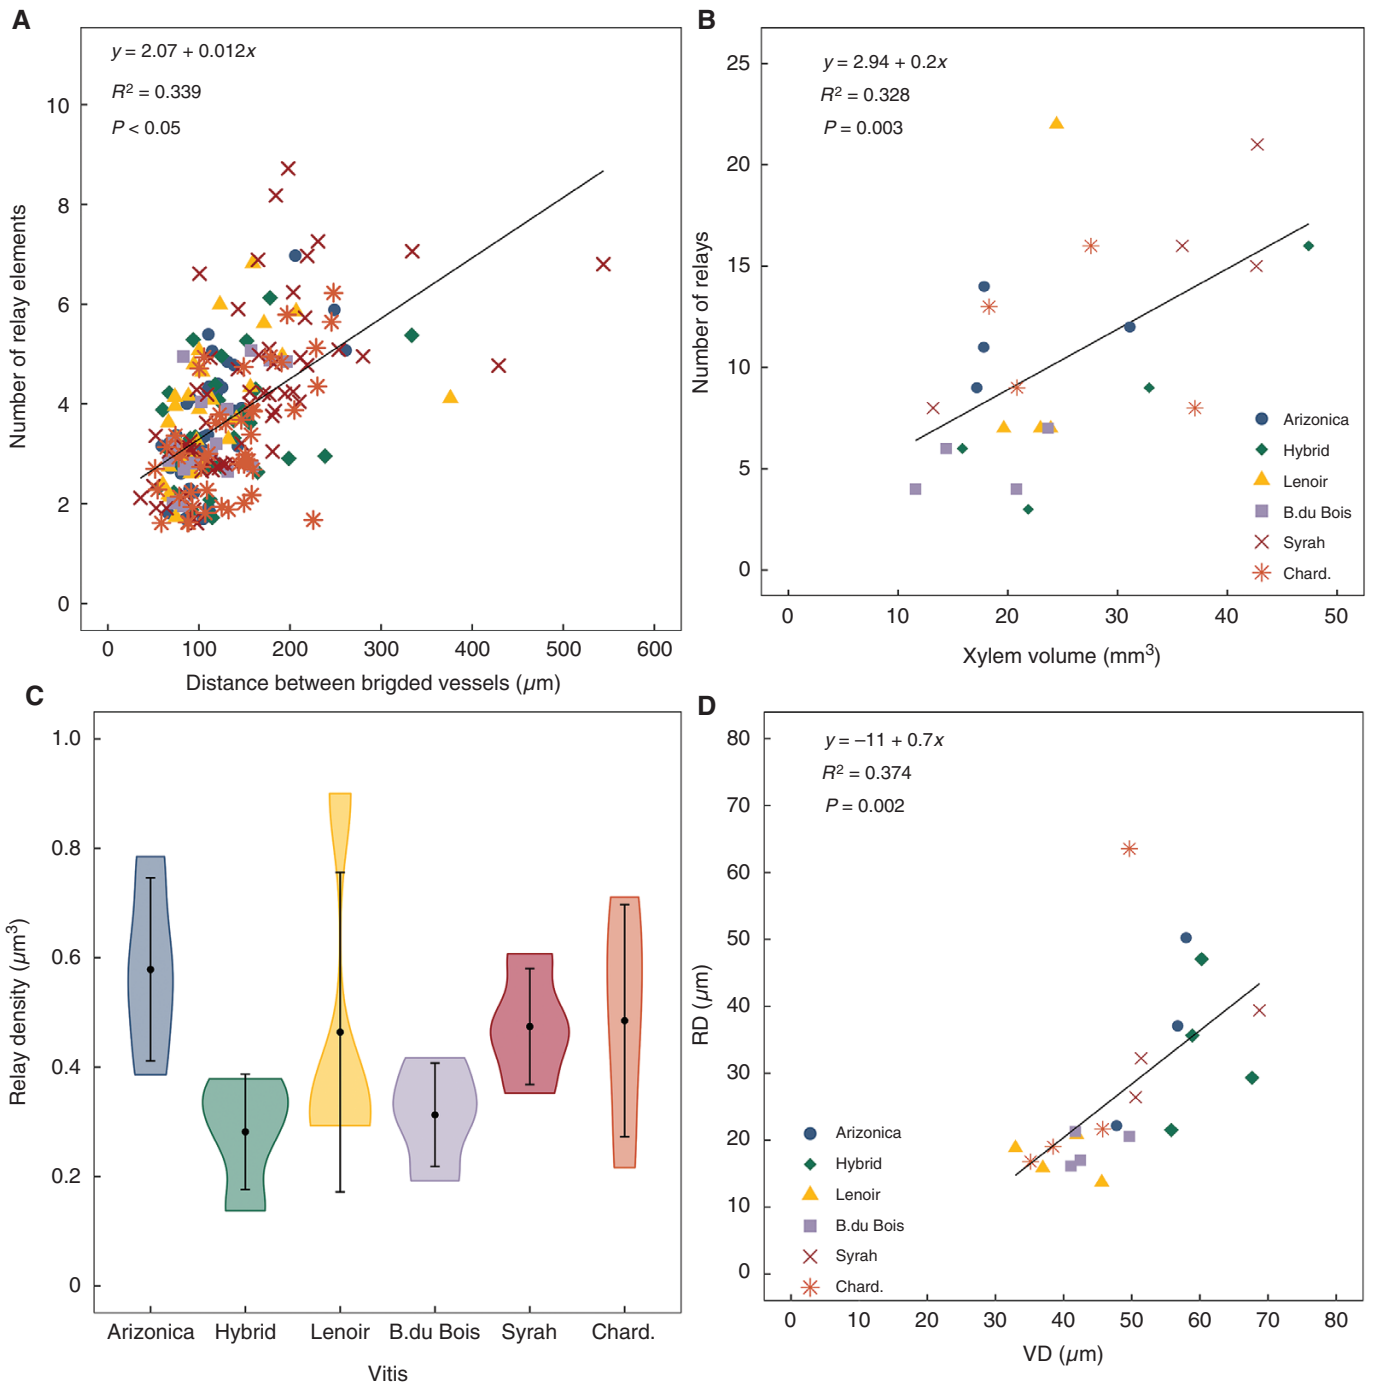 A
y = 2.07 + 0.012x
R² = 0.339
P < 0.05
Number of relay elements
10
8
6
4
2
0
0 100 200 300 400 500 600
Distance between brigded vessels (µm)
B
y = 2.94 + 0.2x
R² = 0.328
P = 0.003
Number of relays
25
20
15
10
5
0
Arizonica
Hybrid
Lenoir
B.du Bois
Syrah
Chard.
0 10 20 30 40 50
Xylem volume (mm³)
C
Relay density (µm³)
1.0
0.8
0.6
0.4
0.2
0
Arizonica Hybrid Lenoir B.du Bois Syrah Chard.
Vitis
D
y = –11 + 0.7x
R² = 0.374
P = 0.002
RD (µm)
80
70
60
50
40
30
20
10
0
Arizonica
Hybrid
Lenoir
B.du Bois
Syrah
Chard.
0 10 20 30 40 50 60 70 80
VD (µm)